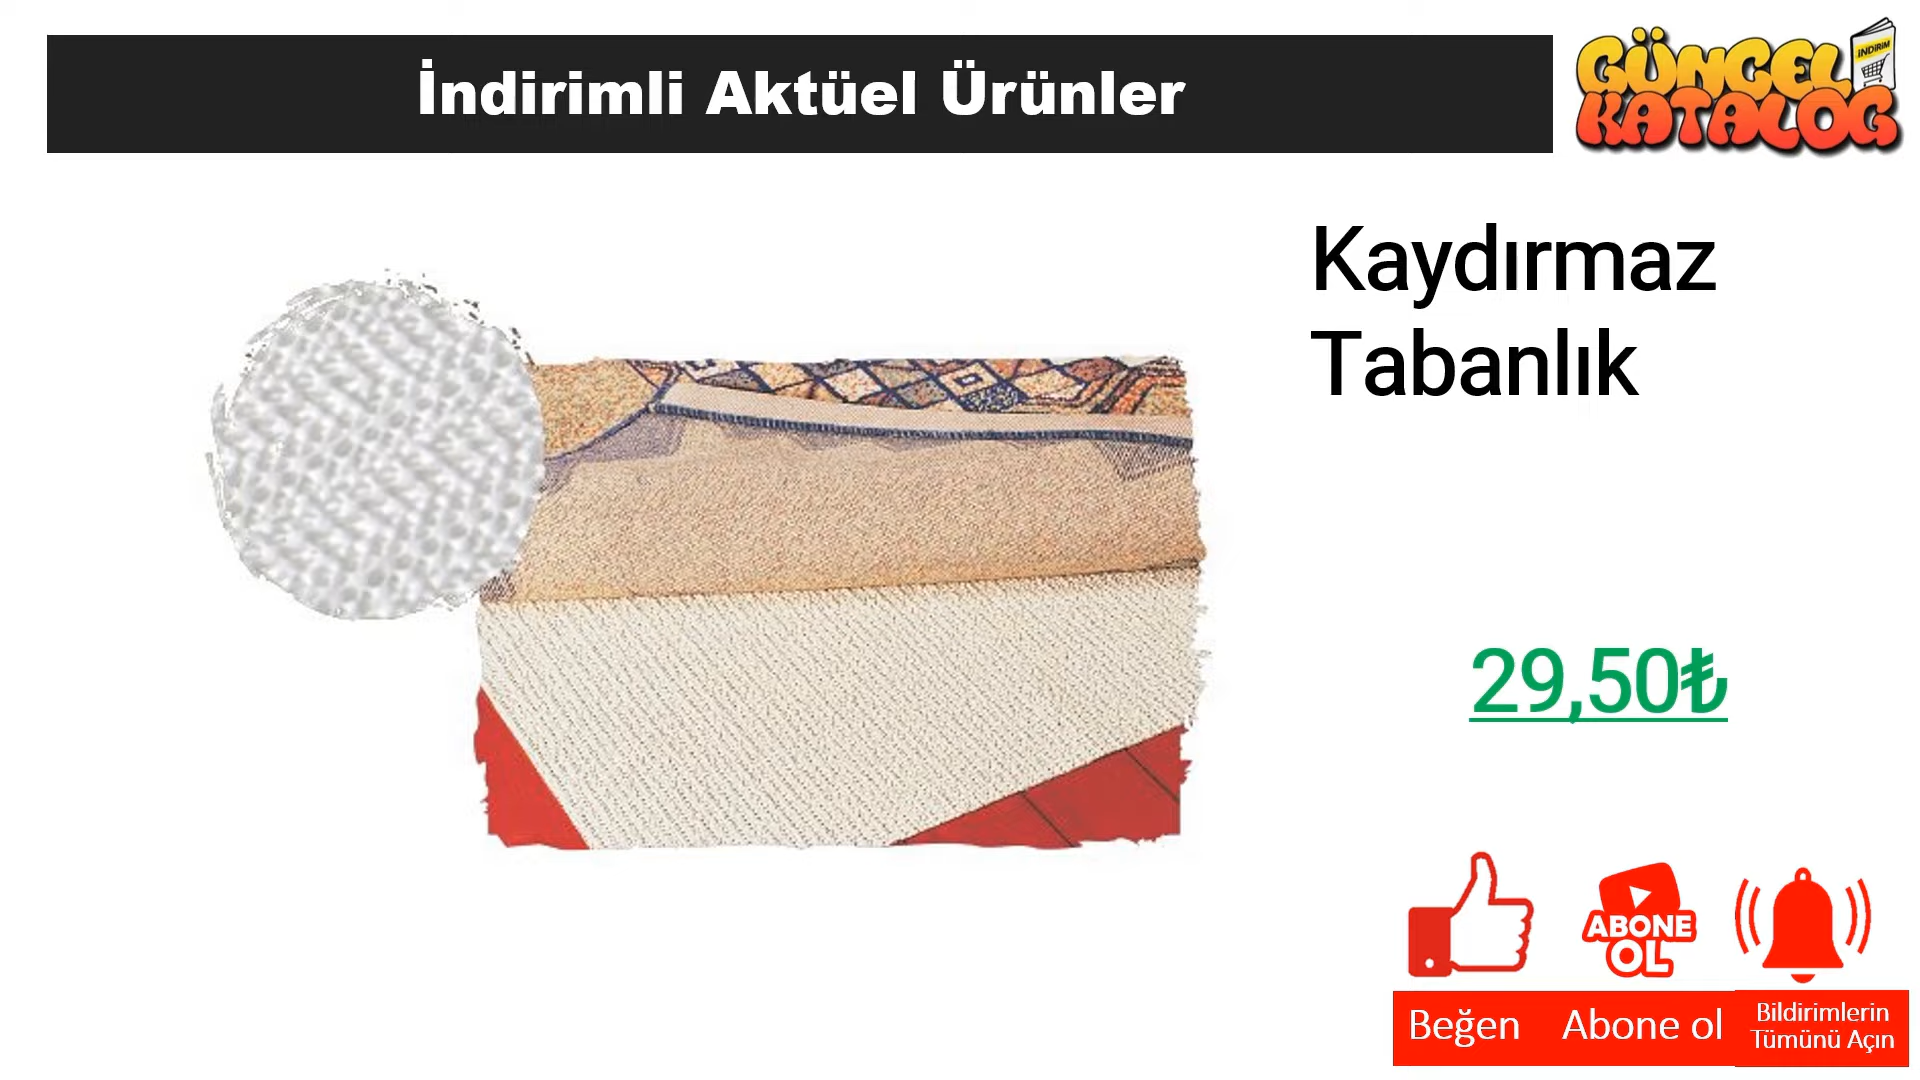 İndirimli Aktüel Ürünler
GÜNCEL
KATALOG
İNDİRİM
Kaydırmaz
Tabanlık
29,50₺
ABONE
OL
Beğen
Abone ol
Bildirimlerin
Tümünü Açın